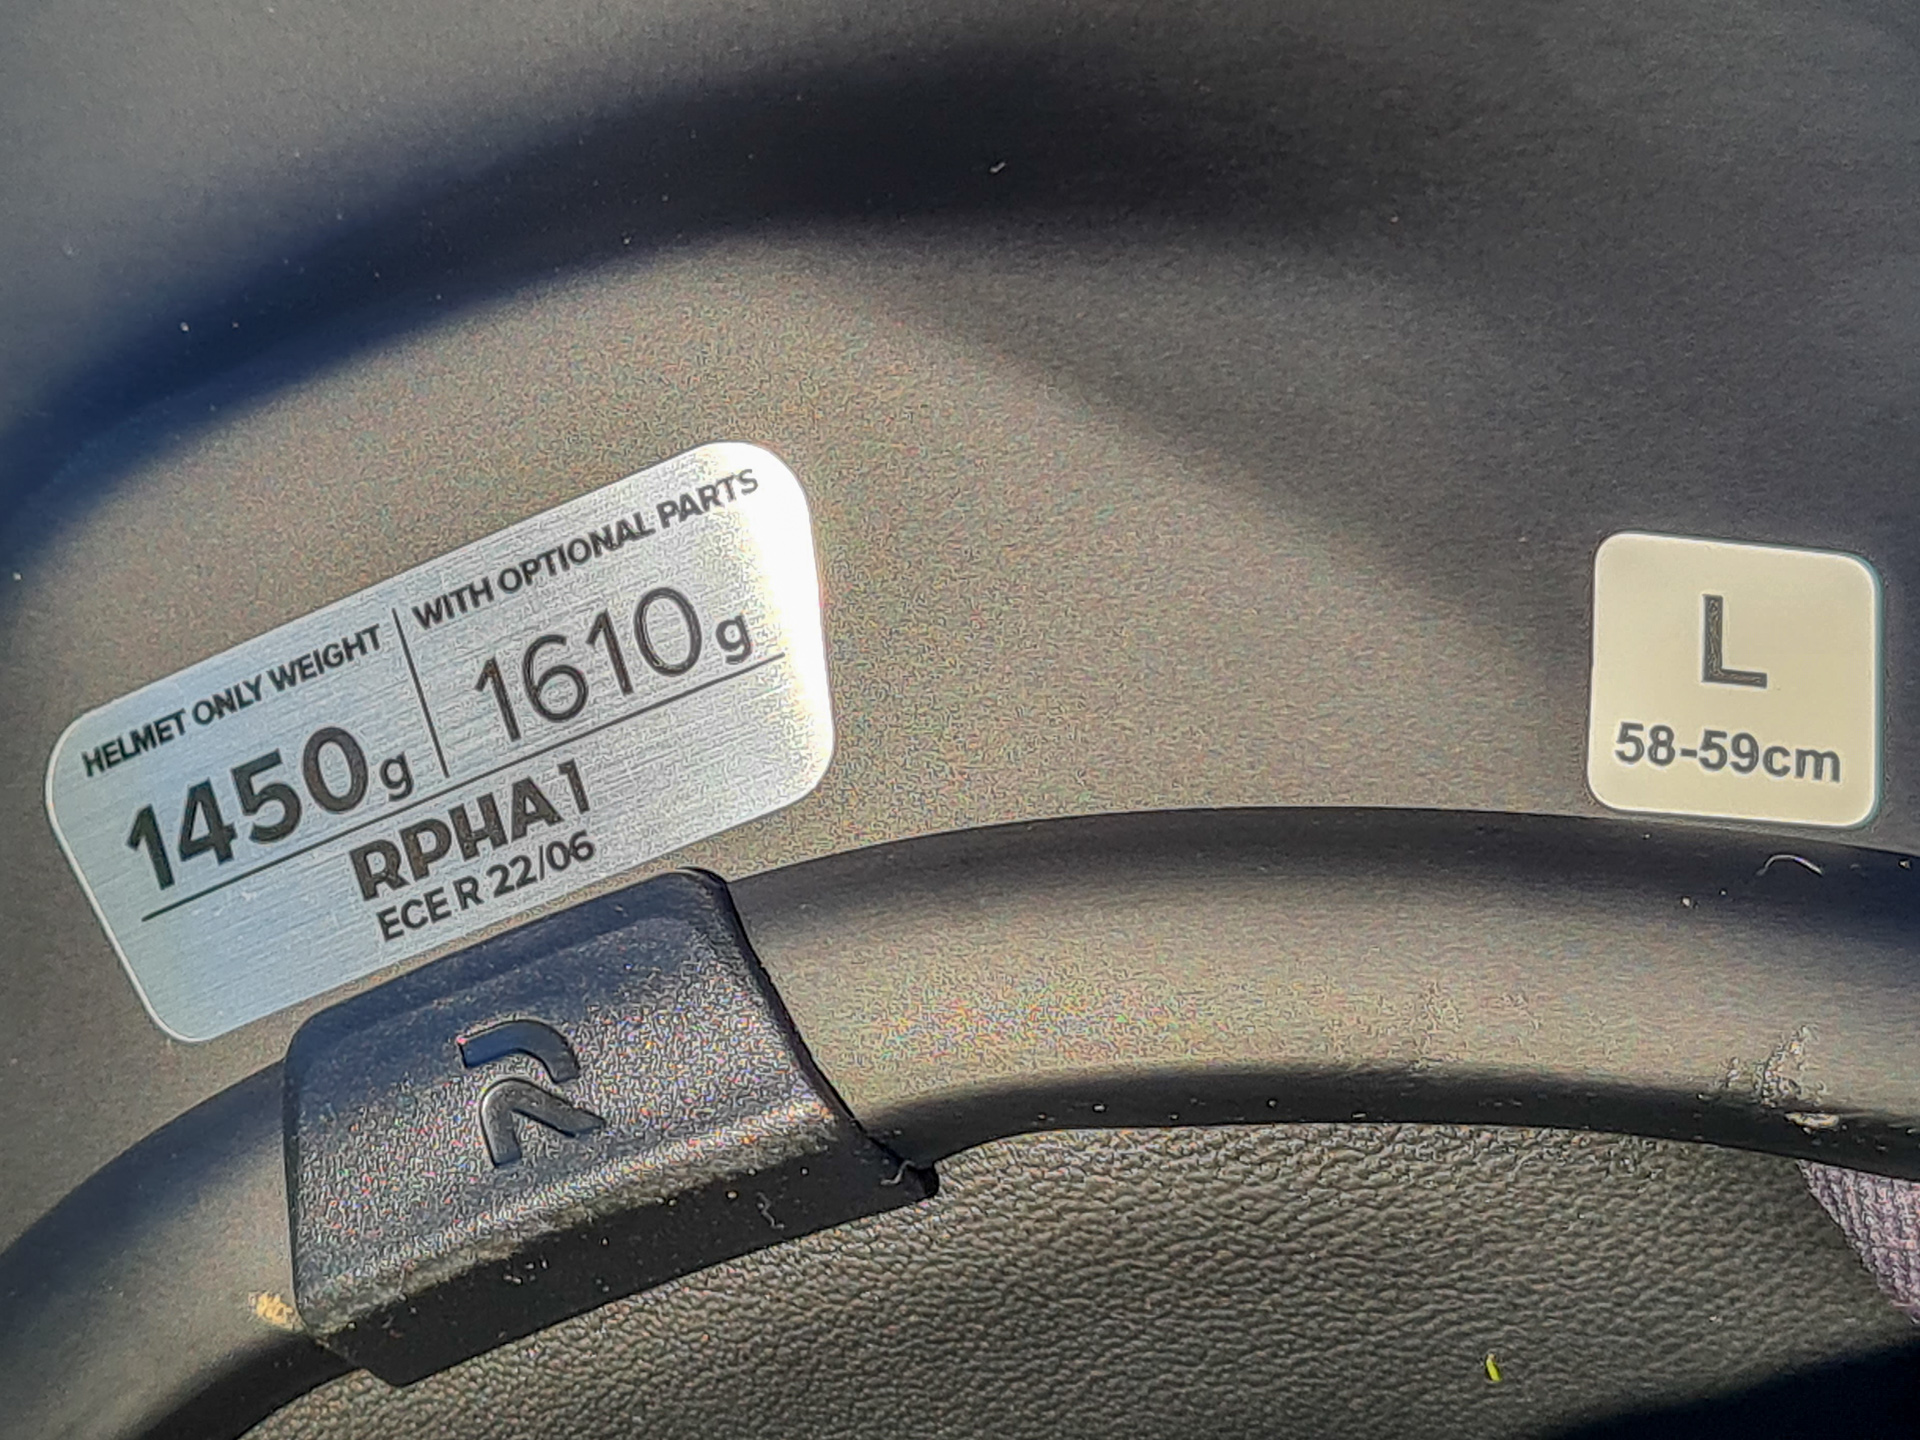 HELMET ONLY WEIGHT
1450g
WITH OPTIONAL PARTS
1610g
RPHA 1
ECE R 22/06
L
58-59cm
R